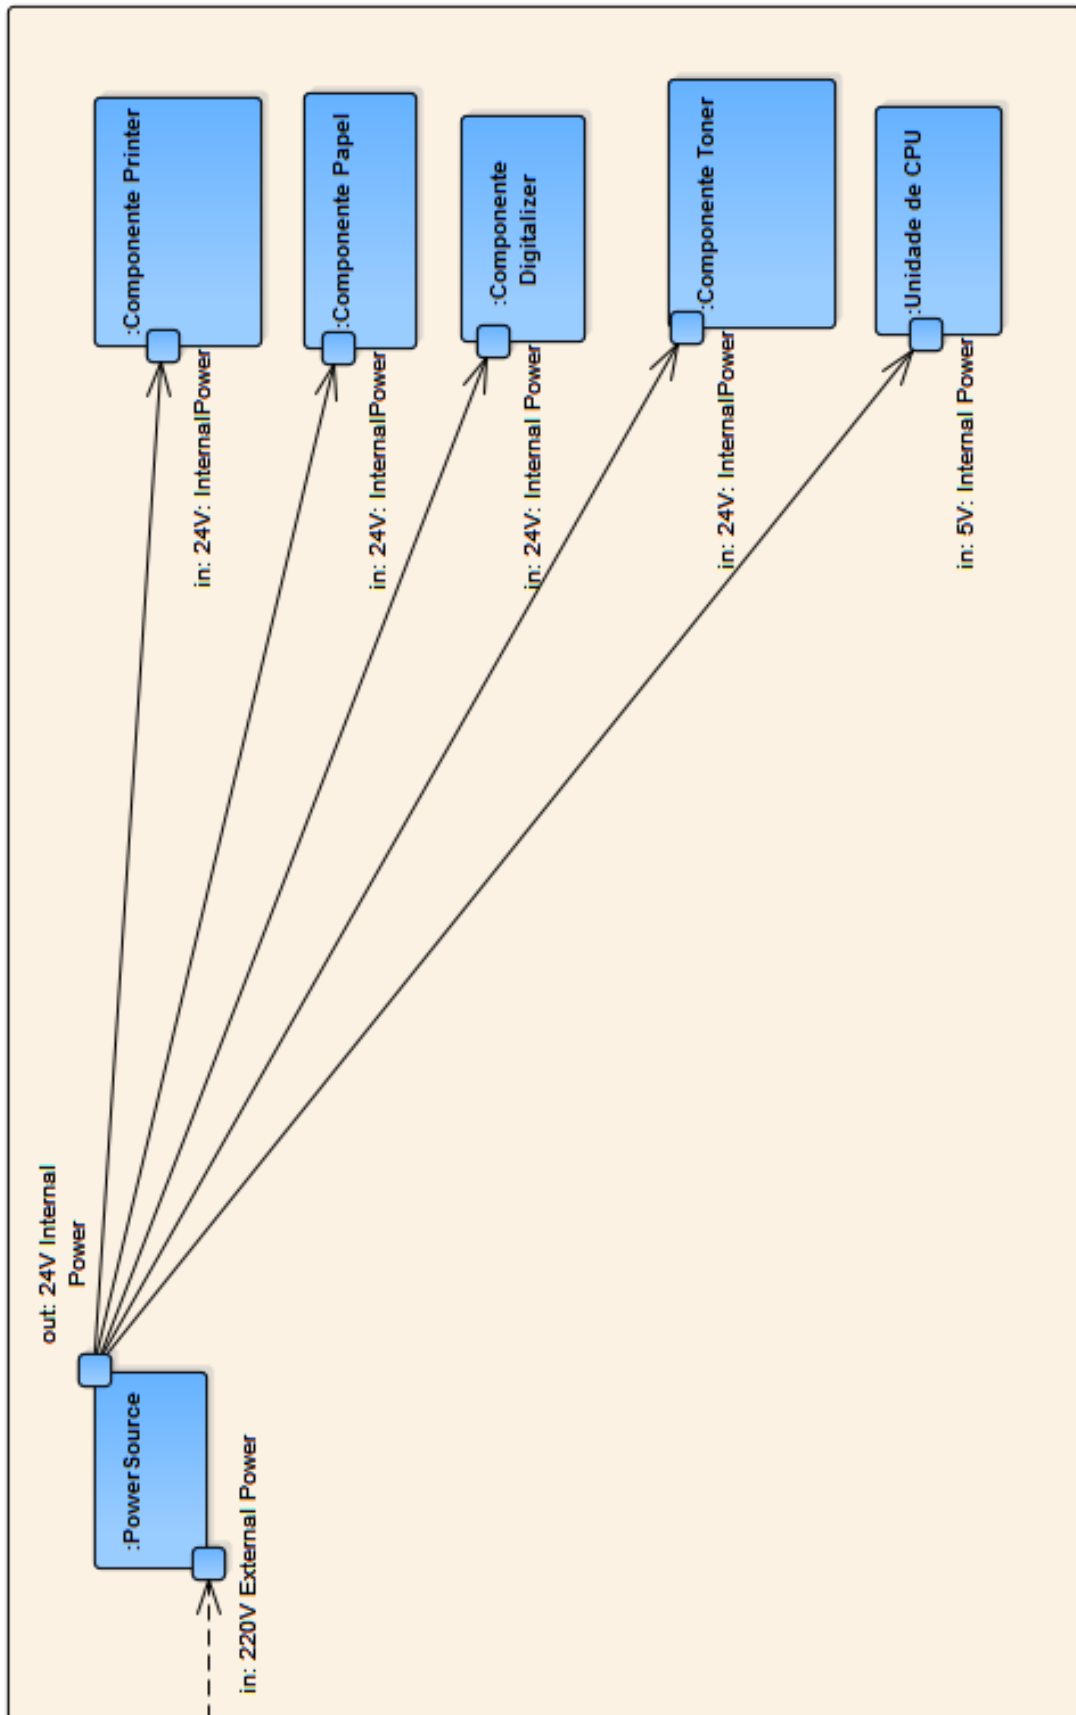 :Componente Printer
in: 24V: InternalPower
:Componente Papel
in: 24V: InternalPower
:Componente
Digitalizer
in: 24V: Internal Power
:Componente Toner
in: 24V: InternalPower
:Unidade de CPU
in: 5V: Internal Power
out: 24V Internal
Power
:PowerSource
in: 220V External Power